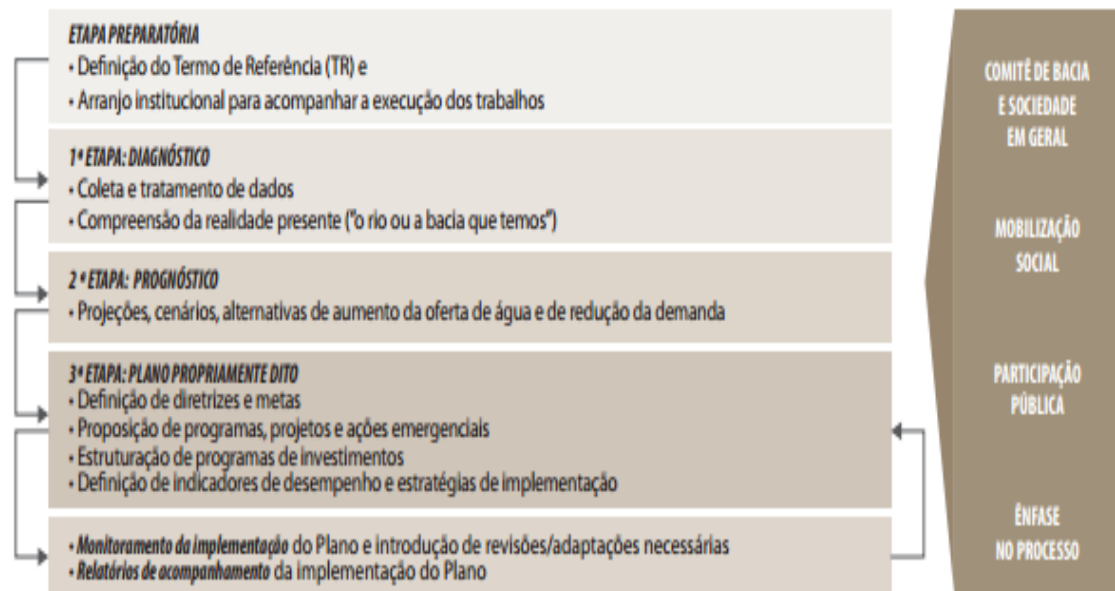 ETAPA PREPARATÓRIA
• Definição do Termo de Referência (TR) e
• Arranjo institucional para acompanhar a execução dos trabalhos
1ª ETAPA: DIAGNÓSTICO
• Coleta e tratamento de dados
• Compreensão da realidade presente ("o rio ou a bacia que temos")
2ª ETAPA: PROGNÓSTICO
• Projeções, cenários, alternativas de aumento da oferta de água e de redução da demanda
3ª ETAPA: PLANO PROPRIAMENTE DITO
• Definição de diretrizes e metas
• Proposição de programas, projetos e ações emergenciais
• Estruturação de programas de investimentos
• Definição de indicadores de desempenho e estratégias de implementação
• Monitoramento da implementação do Plano e introdução de revisões/adaptações necessárias
• Relatórios de acompanhamento da implementação do Plano
COMITÊ DE BACIA
E SOCIEDADE
EM GERAL
MOBILIZAÇÃO
SOCIAL
PARTICIPAÇÃO
PÚBLICA
ÊNFASE
NO PROCESSO